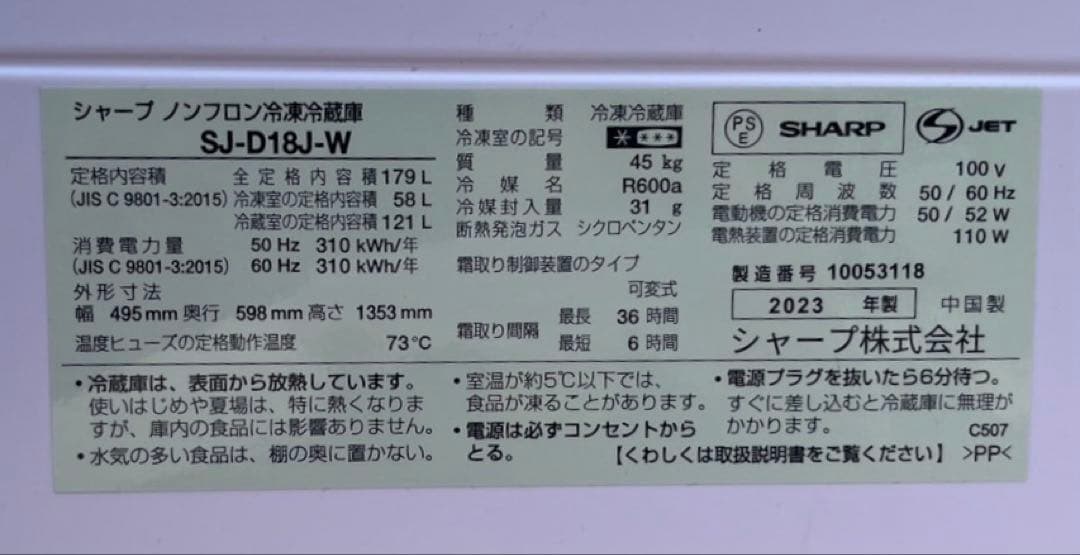 シャープ ノンフロン冷凍冷蔵庫
SJ-D18J-W
定格内容積 全定格内容積 179 L
(JIS C 9801-3:2015) 冷凍室の定格内容積 58 L
冷蔵室の定格内容積 121 L
消費電力量 50 Hz 310 kWh/年
(JIS C 9801-3:2015) 60 Hz 310 kWh/年
外形寸法
幅 495 mm 奥行 598 mm 高さ 1353 mm
温度ヒューズの定格動作温度 73℃
種類 冷凍冷蔵庫
冷凍室の記号 * ***
質量 45 kg
冷媒名 R600a
冷媒封入量 31 g
断熱発泡ガス シクロペンタン
霜取り制御装置のタイプ
可変式
霜取り間隔 最長 36 時間
最短 6 時間
PSE SHARP JET
定格電圧 100 V
定格周波数 50 / 60 Hz
電動機の定格消費電力 50 / 52 W
電熱装置の定格消費電力 110 W
製造番号 10053118
2023 年製 中国製
シャープ株式会社
・冷蔵庫は、表面から放熱しています。
使いはじめや夏場は、特に熱くなりま
すが、庫内の食品には影響ありません。
・水気の多い食品は、棚の奥に置かない。
・室温が約5℃以下では、
食品が凍ることがあります。
・電源は必ずコンセントから
とる。
・電源プラグを抜いたら6分待つ。
すぐに差し込むと冷蔵庫に無理が
かかります。 C507
【くわしくは取扱説明書をご覧ください】 >PP<